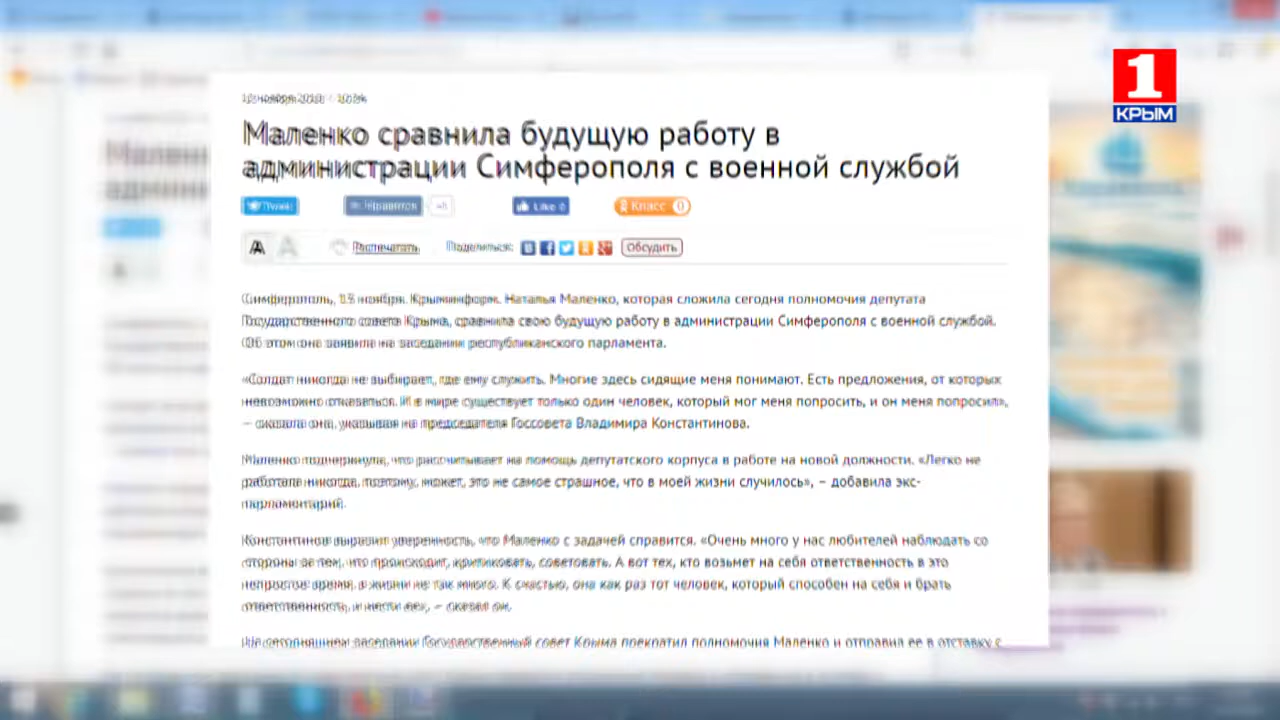 1
КРЫМ
Маленко сравнила будущую работу в
администрации Симферополя с военной службой
Tweet
Нравится
Like 0
Класс 0
А А
Распечатать
Поделиться:
Обсудить
Симферополь, ноября. Крыминформ. Наталья Маленко, которая сложила сегодня полномочия депутата
Государственного совета Крыма, сравнила свою будущую работу в администрации Симферополя с военной службой.
Об этом она заявила на заседании республиканского парламента.
«Солдат никогда не выбирает, где ему служить. Многие здесь сидящие меня понимают. Есть предложения, от которых
невозможно отказаться. И в мире существует только один человек, который мог меня попросить, и он меня попросил»,
– сказала она, указывая на председателя Госсовета Владимира Константинова.
Маленко подчеркнула, что рассчитывает на помощь депутатского корпуса в работе на новой должности. «Легко не
работала никогда, поэтому, может, это не самое страшное, что в моей жизни случилось», – добавила экс-
парламентарий.
Константинов выразил уверенность, что Маленко с задачей справится. «Очень много у нас любителей наблюдать со
стороны за тем, что происходит, критиковать, советовать. А вот тех, кто возьмет на себя ответственность в это
непростое время, в жизни не так много. К счастью, она как раз тот человек, который способен на себя и брать
ответственность, и нести ее», – сказал он.
На сегодняшнем заседании Государственный совет Крыма прекратил полномочия Маленко и отправил ее в отставку с